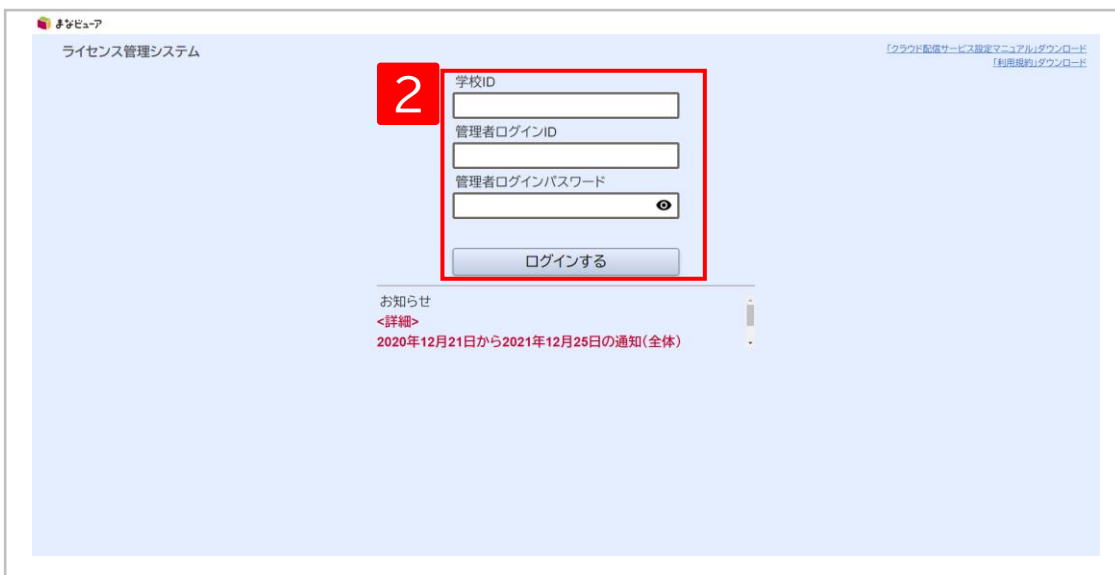 まなビューア
ライセンス管理システム
「クラウド配信サービス設定マニュアル」ダウンロード
「利用規約」ダウンロード
2
学校ID
管理者ログインID
管理者ログインパスワード
ログインする
お知らせ
<詳細>
2020年12月21日から2021年12月25日の通知(全体)